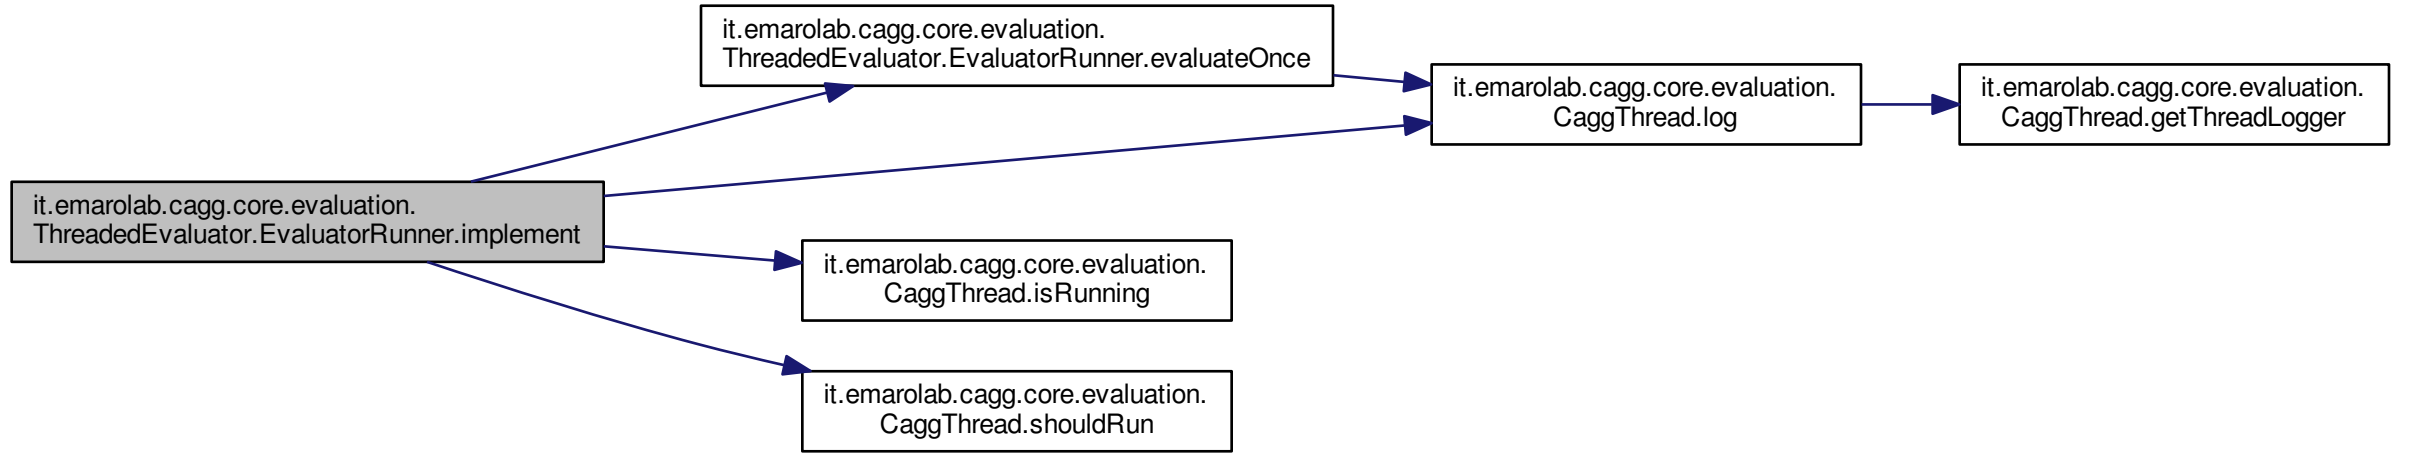 it.emarolab.cagg.core.evaluation.
ThreadedEvaluator.EvaluatorRunner.implement
it.emarolab.cagg.core.evaluation.
ThreadedEvaluator.EvaluatorRunner.evaluateOnce
it.emarolab.cagg.core.evaluation.
CaggThread.log
it.emarolab.cagg.core.evaluation.
CaggThread.getThreadLogger
it.emarolab.cagg.core.evaluation.
CaggThread.isRunning
it.emarolab.cagg.core.evaluation.
CaggThread.shouldRun